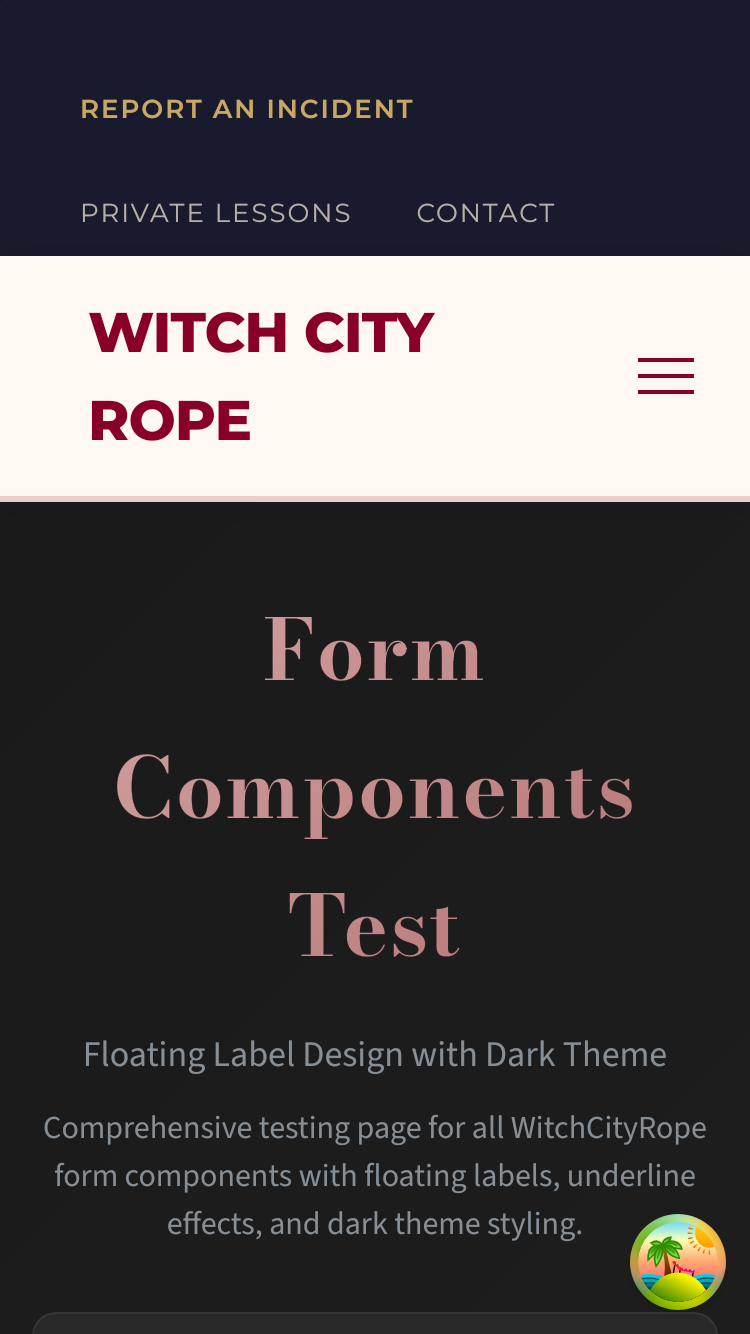 REPORT AN INCIDENT
PRIVATE LESSONS CONTACT
WITCH CITY
ROPE
Form
Components
Test
Floating Label Design with Dark Theme
Comprehensive testing page for all WitchCityRope
form components with floating labels, underline
effects, and dark theme styling.